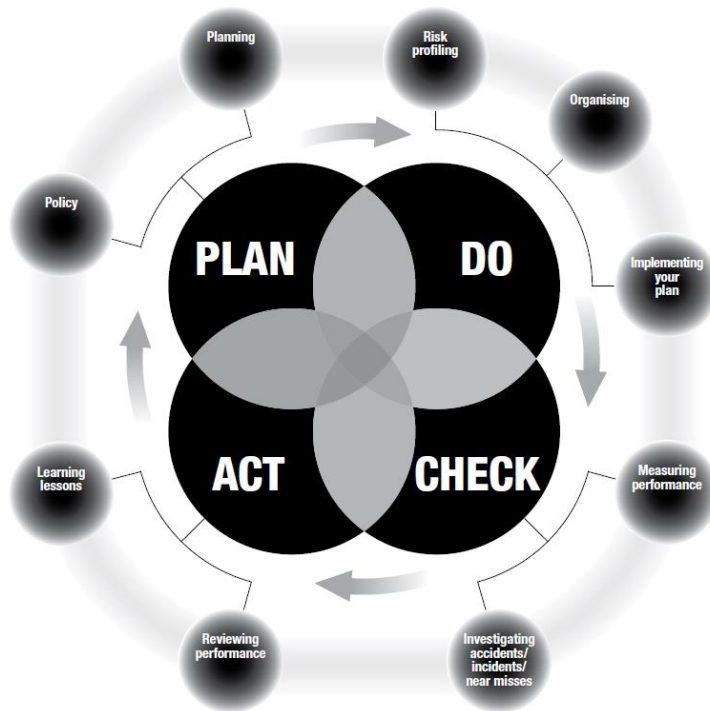 Planning
Risk
profiling
Organising
Policy
PLAN
DO
Implementing
your
plan
ACT
CHECK
Learning
lessons
Measuring
performance
Reviewing
performance
Investigating
accidents/
incidents/
near misses